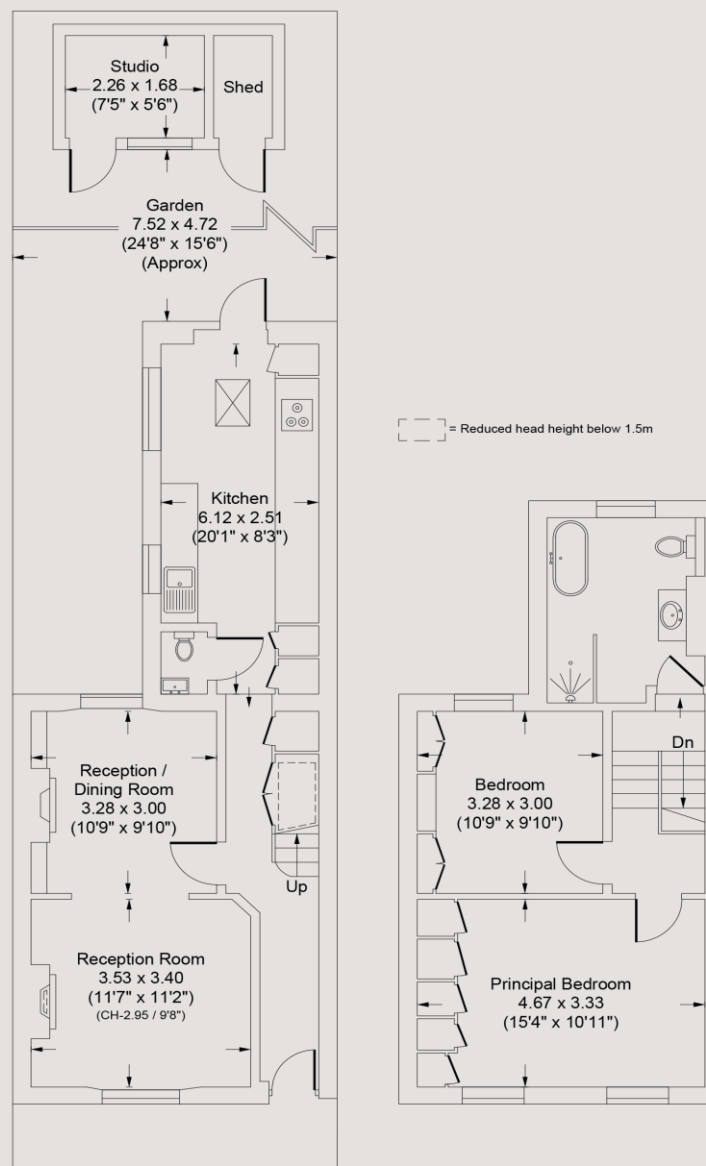 Studio
2.26 x 1.68
(7'5" x 5'6")
Shed
Garden
7.52 x 4.72
(24'8" x 15'6")
(Approx)
= Reduced head height below 1.5m
Kitchen
6.12 x 2.51
(20'1" x 8'3")
Reception /
Dining Room
3.28 x 3.00
(10'9" x 9'10")
Up
Reception Room
3.53 x 3.40
(11'7" x 11'2")
(CH-2.95 / 9'8")
Dn
Bedroom
3.28 x 3.00
(10'9" x 9'10")
Principal Bedroom
4.67 x 3.33
(15'4" x 10'11")